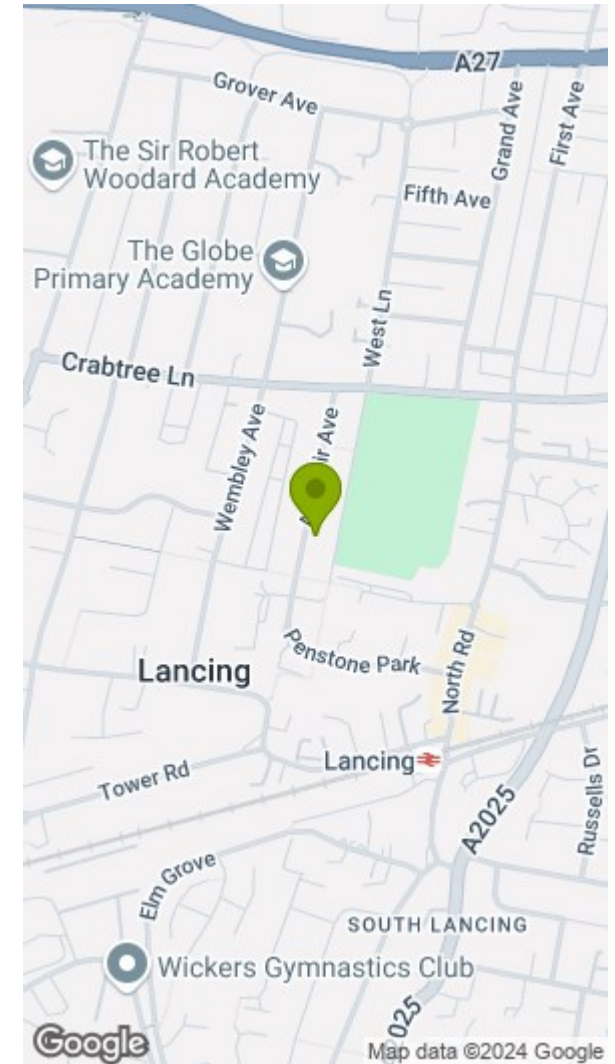 A27
Grover Ave
Grand Ave
First Ave
The Sir Robert
Woodard Academy
Fifth Ave
The Globe
Primary Academy
West Ln
Crabtree Ln
Wembley Ave
ir Ave
Penstone Park
Lancing
North Rd
Lancing
Tower Rd
A2025
Russells Dr
Elm Grove
SOUTH LANCING
Wickers Gymnastics Club
025
Google
Map data ©2024 Google